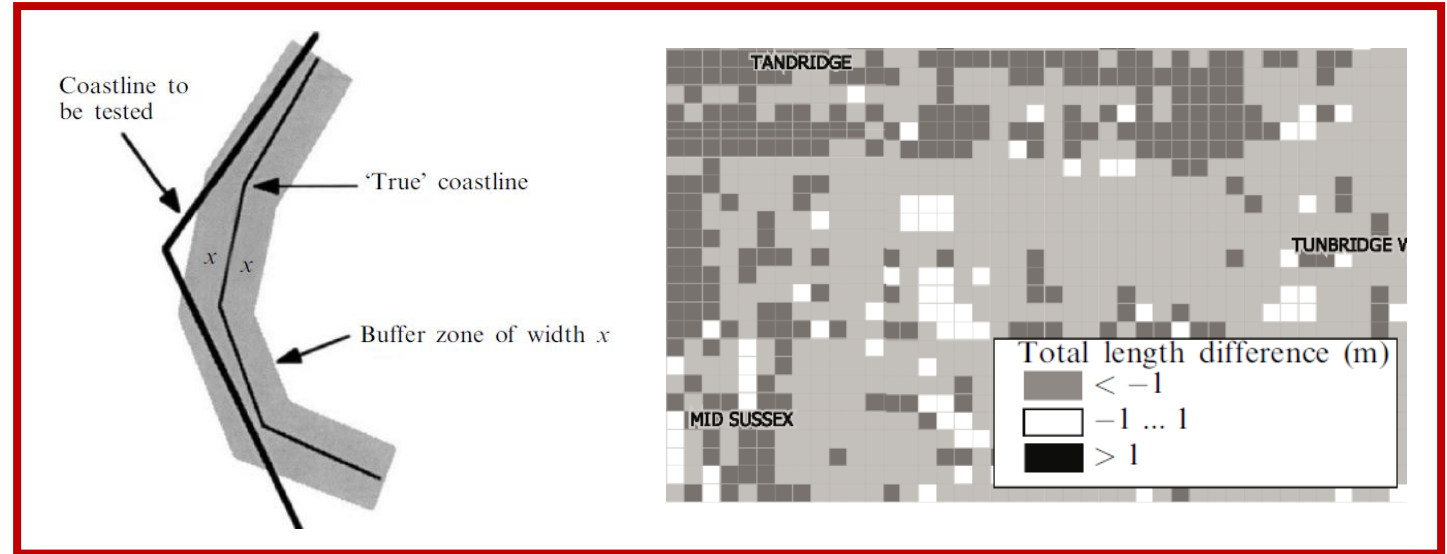 Coastline to
be tested
‘True’ coastline
x
x
Buffer zone of width x
TANDRIDGE
TUNBRIDGE W
MID SUSSEX
Total length difference (m)
< −1
−1 ... 1
> 1